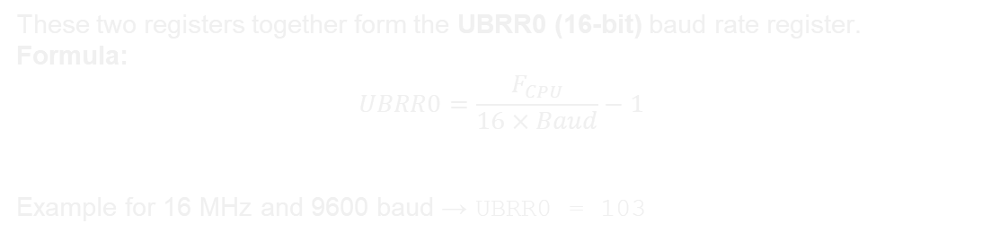 These two registers together form the UBRR0 (16-bit) baud rate register.
Formula:
UBRR0 = F_CPU / (16 × Baud) − 1
Example for 16 MHz and 9600 baud → UBRR0 = 103